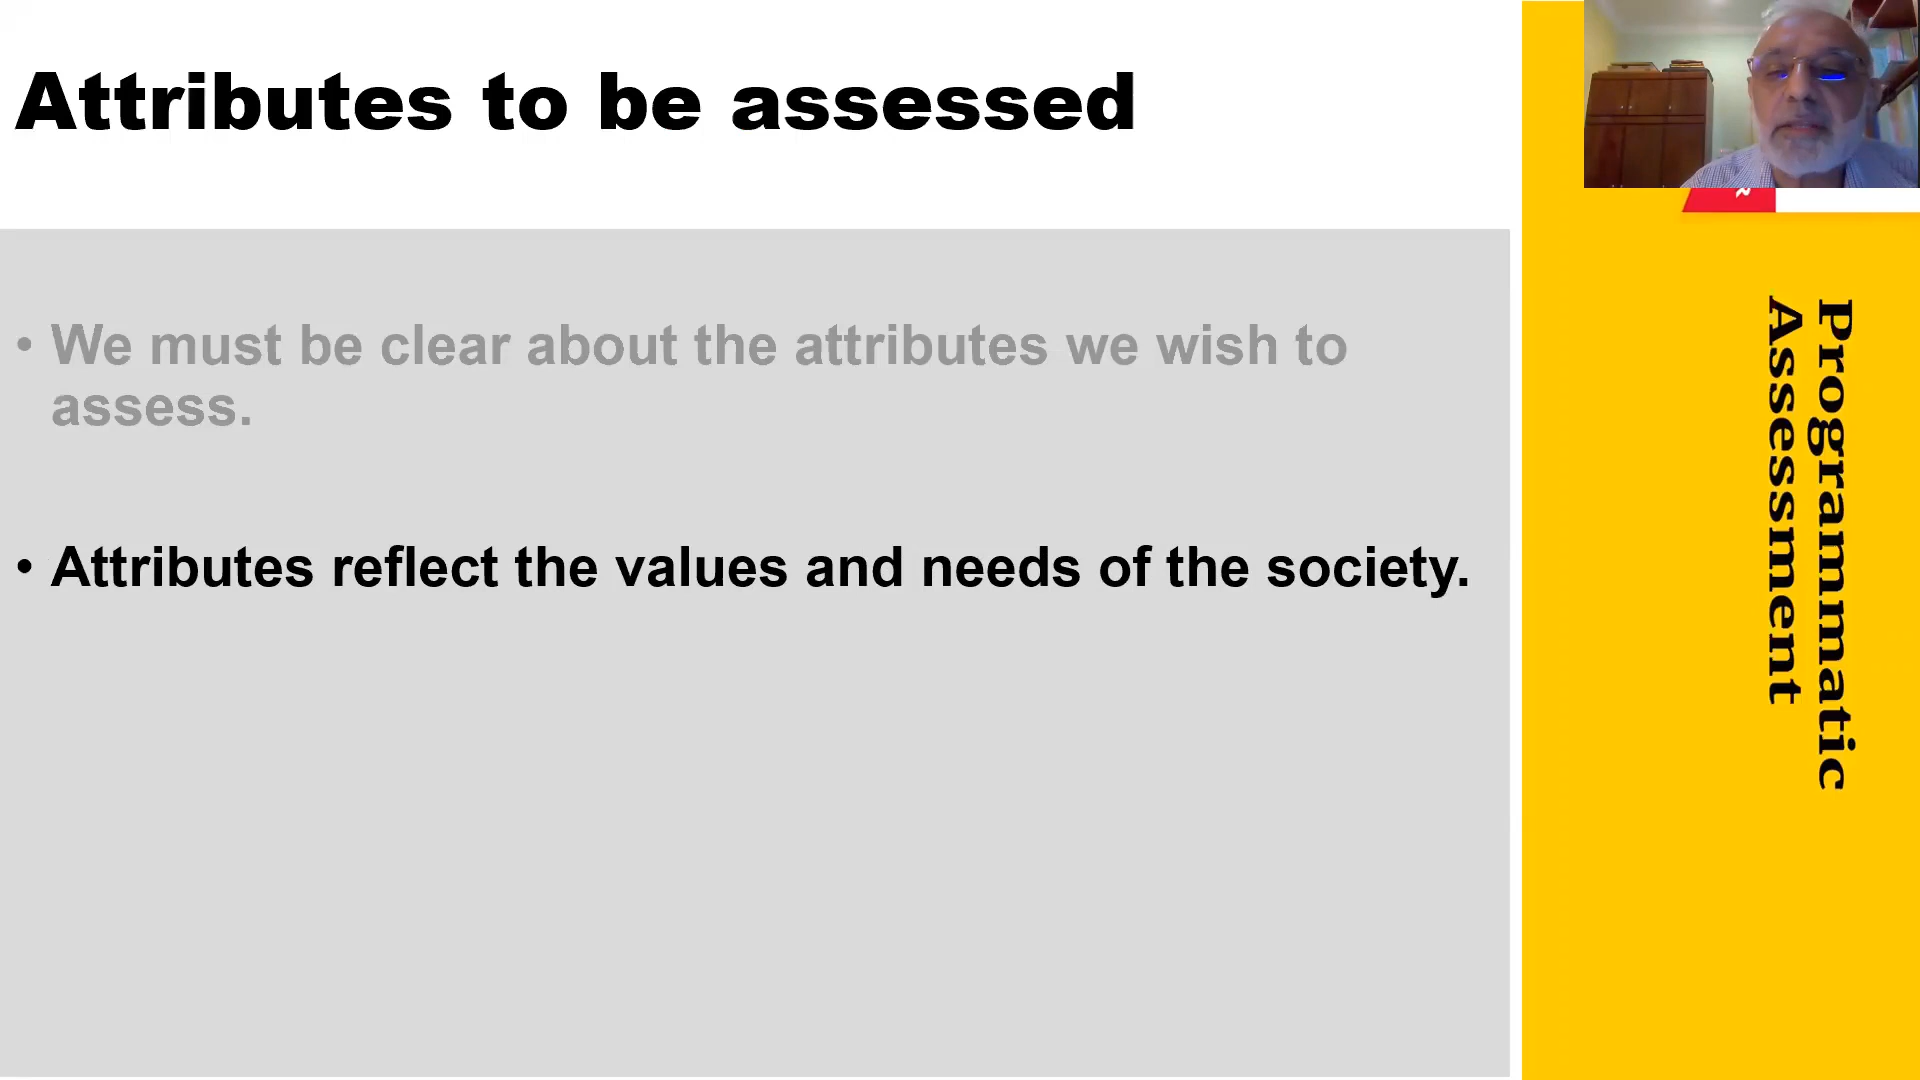 Attributes to be assessed
• We must be clear about the attributes we wish to
assess.
• Attributes reflect the values and needs of the society.
Programmatic
Assessment